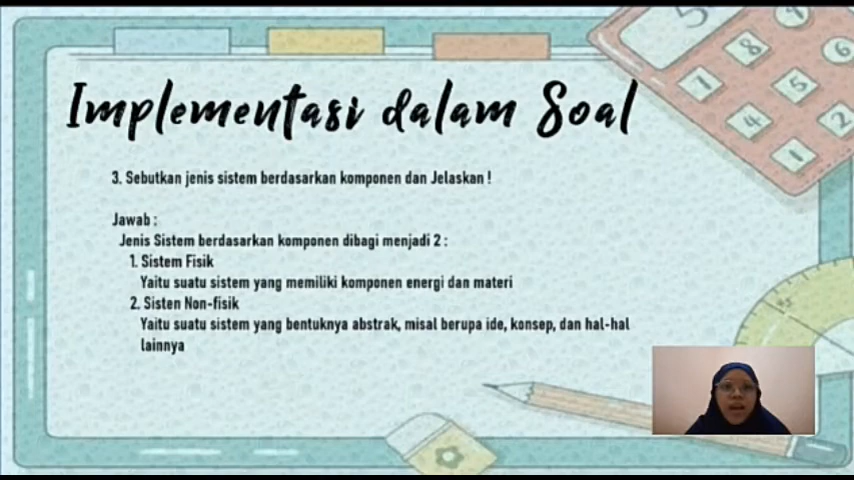 Implementasi dalam Soal
3. Sebutkan jenis sistem berdasarkan komponen dan Jelaskan !
Jawab :
Jenis Sistem berdasarkan komponen dibagi menjadi 2 :
1. Sistem Fisik
Yaitu suatu sistem yang memiliki komponen energi dan materi
2. Sisten Non-fisik
Yaitu suatu sistem yang bentuknya abstrak, misal berupa ide, konsep, dan hal-hal
lainnya